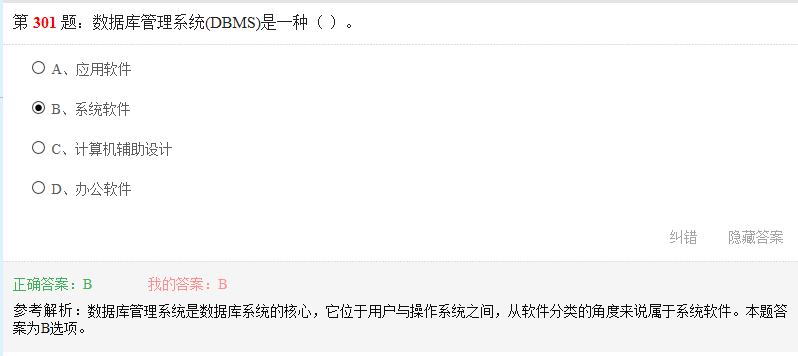 第 301 题：数据库管理系统(DBMS)是一种（ ）。
A、应用软件
B、系统软件
C、计算机辅助设计
D、办公软件
纠错 隐藏答案
正确答案：B 我的答案：B
参考解析：数据库管理系统是数据库系统的核心，它位于用户与操作系统之间，从软件分类的角度来说属于系统软件。本题答
案为B选项。